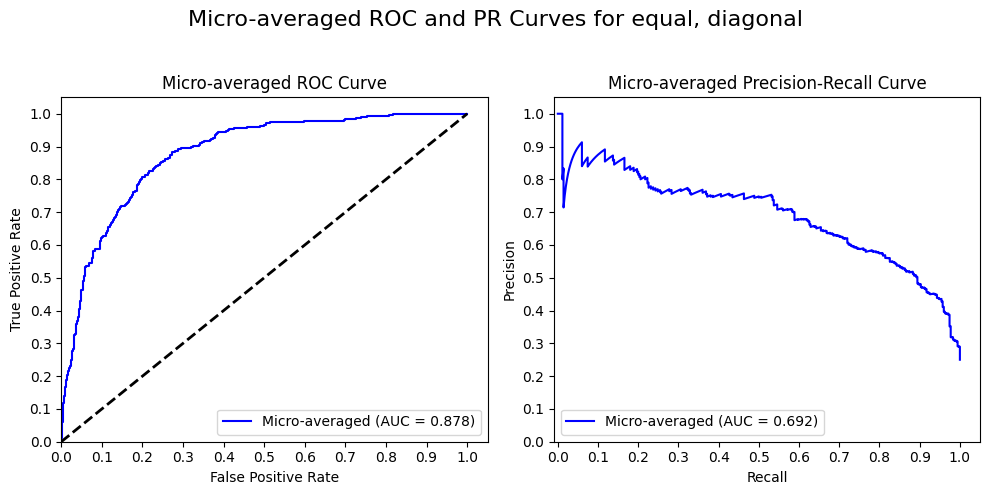 Micro-averaged ROC and PR Curves for equal, diagonal
Micro-averaged ROC Curve
True Positive Rate
1.0
0.9
0.8
0.7
0.6
0.5
0.4
0.3
0.2
0.1
0.0
Micro-averaged (AUC = 0.878)
0.0 0.1 0.2 0.3 0.4 0.5 0.6 0.7 0.8 0.9 1.0
False Positive Rate
Micro-averaged Precision-Recall Curve
Precision
1.0
0.9
0.8
0.7
0.6
0.5
0.4
0.3
0.2
0.1
0.0
Micro-averaged (AUC = 0.692)
0.0 0.1 0.2 0.3 0.4 0.5 0.6 0.7 0.8 0.9 1.0
Recall